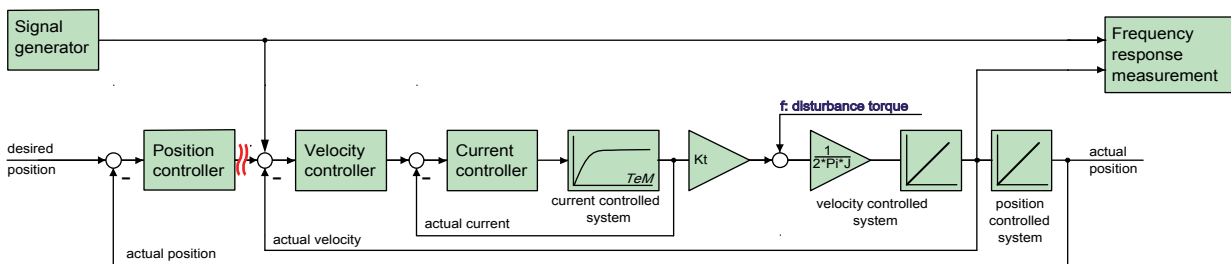 Signal
generator
Frequency
response
measurement
f: disturbance torque
desired
position
Position
controller
Velocity
controller
Current
controller
TeM
Kt
1
2*Pi*J
actual
position
current controlled
system
velocity controlled
system
position
controlled
system
actual current
actual velocity
actual position